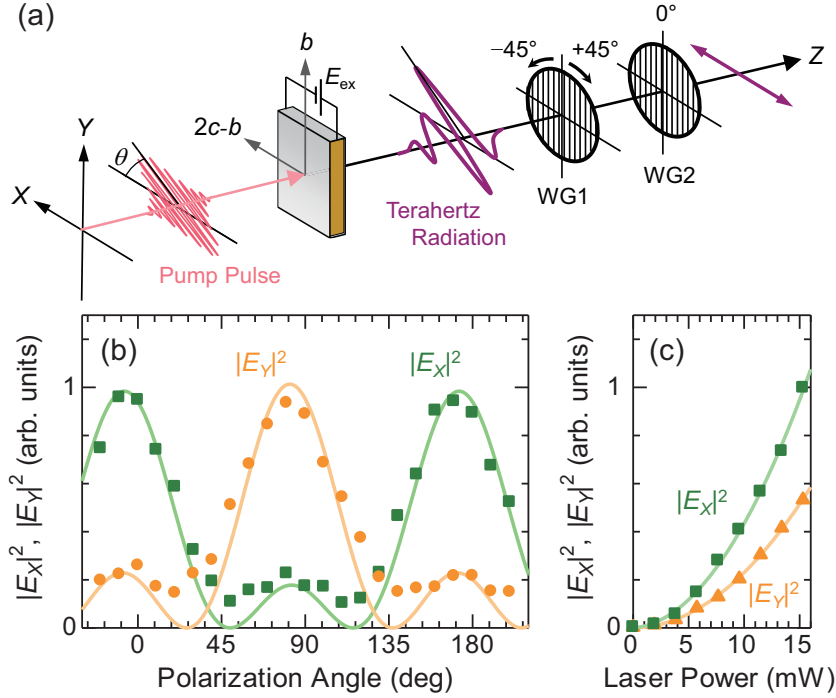 (a)
0°
−45°
+45°
Z
b
E_ex
2c-b
Y
θ
X
WG1
WG2
Terahertz
Radiation
Pump Pulse
(b)
|E_Y|^2
|E_X|^2
|E_X|^2, |E_Y|^2 (arb. units)
1
0
0 45 90 135 180
Polarization Angle (deg)
(c)
|E_X|^2
|E_Y|^2
|E_X|^2, |E_Y|^2 (arb. units)
1
0
0 5 10 15
Laser Power (mW)